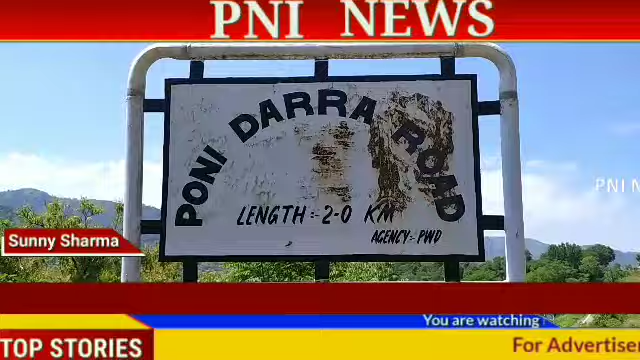 PNI NEWS
PONI DARRA ROAD
LENGTH:- 2-0 KM
AGENCY:- PWD
PNI N
Sunny Sharma
You are watching
TOP STORIES
For Advertise